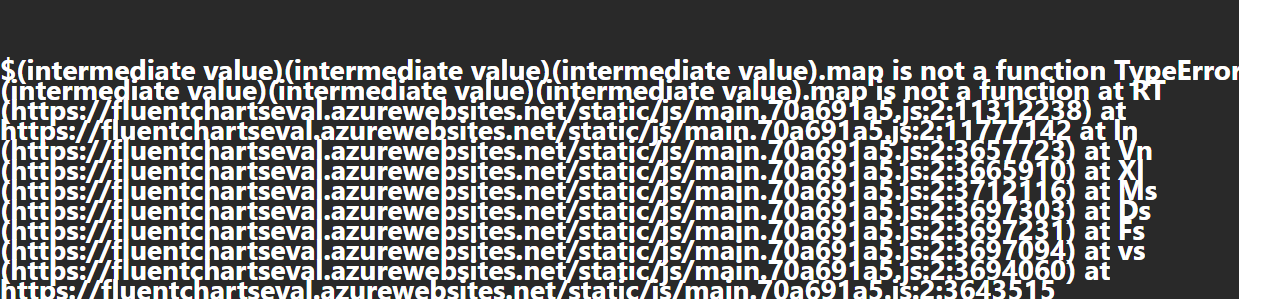 $(intermediate value)(intermediate value)(intermediate value).map is not a function TypeError
(intermediate value)(intermediate value)(intermediate value).map is not a function at RT
(https://fluentchartseval.azurewebsites.net/static/js/main.70a691a5.js:2:11312238) at
https://fluentchartseval.azurewebsites.net/static/js/main.70a691a5.js:2:11777142 at In
(https://fluentchartseval.azurewebsites.net/static/js/main.70a691a5.js:2:3657723) at Vn
(https://fluentchartseval.azurewebsites.net/static/js/main.70a691a5.js:2:3665910) at Xl
(https://fluentchartseval.azurewebsites.net/static/js/main.70a691a5.js:2:3712116) at Ms
(https://fluentchartseval.azurewebsites.net/static/js/main.70a691a5.js:2:3697303) at Ds
(https://fluentchartseval.azurewebsites.net/static/js/main.70a691a5.js:2:3697231) at Fs
(https://fluentchartseval.azurewebsites.net/static/js/main.70a691a5.js:2:3697094) at vs
(https://fluentchartseval.azurewebsites.net/static/js/main.70a691a5.js:2:3694060) at
https://fluentchartseval.azurewebsites.net/static/js/main.70a691a5.js:2:3643515